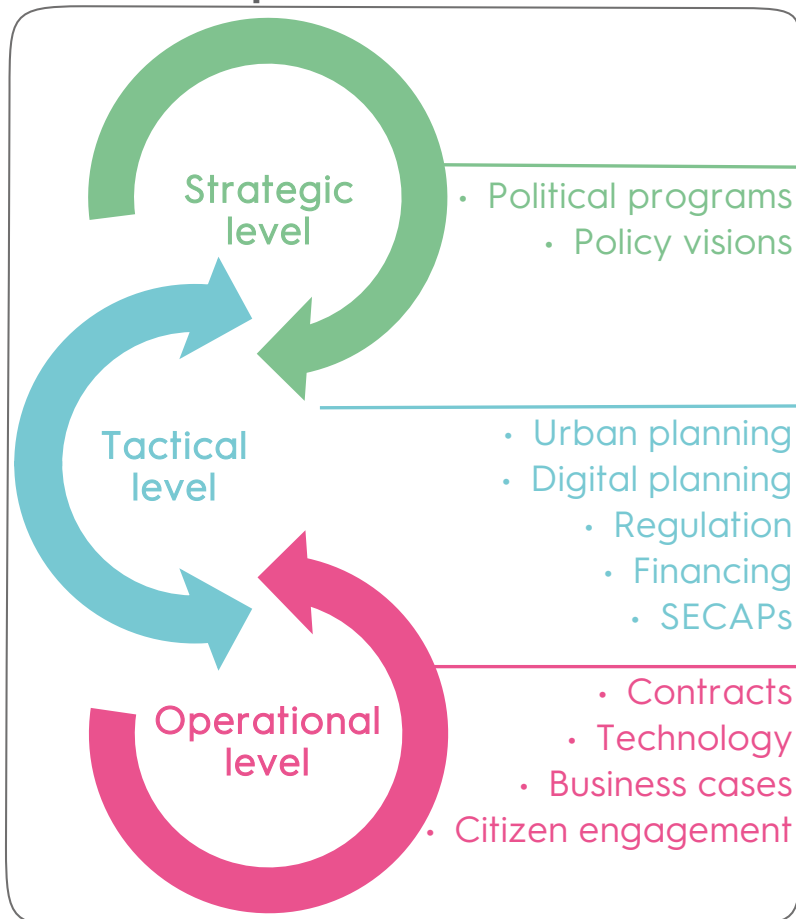 Strategic
level
· Political programs
· Policy visions
Tactical
level
· Urban planning
· Digital planning
· Regulation
· Financing
· SECAPs
Operational
level
· Contracts
· Technology
· Business cases
· Citizen engagement